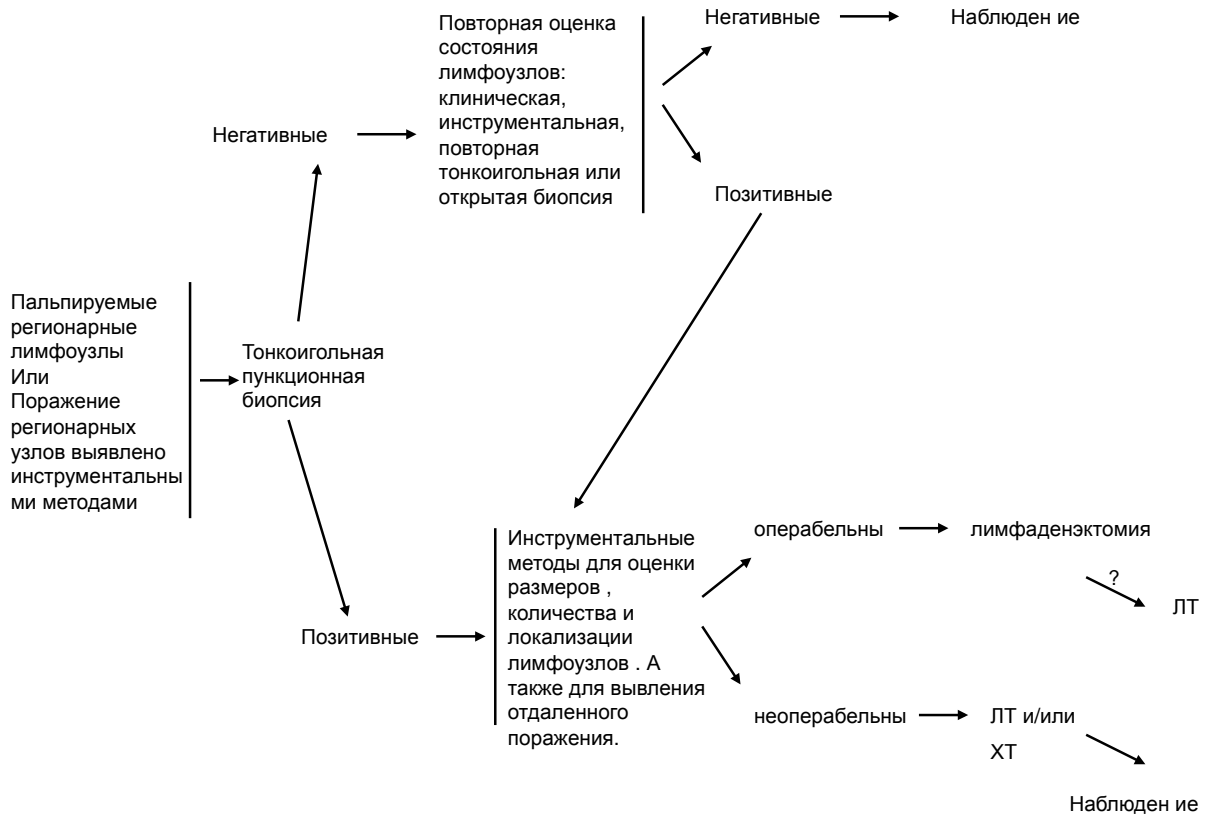 Повторная оценка
состояния
лимфоузлов:
клиническая,
инструментальная,
повторная
тонкоигольная или
открытая биопсия
Негативные
Наблюден ие
Негативные
Позитивные
Пальпируемые
регионарные
лимфоузлы
Или
Поражение
регионарных
узлов выявлено
инструментальны
ми методами
Тонкоигольная
пункционная
биопсия
Позитивные
Инструментальные
методы для оценки
размеров ,
количества и
локализации
лимфоузлов . А
также для вывления
отдаленного
поражения.
операбельны
лимфаденэктомия
?
ЛТ
неоперабельны
ЛТ и/или
ХТ
Наблюден ие